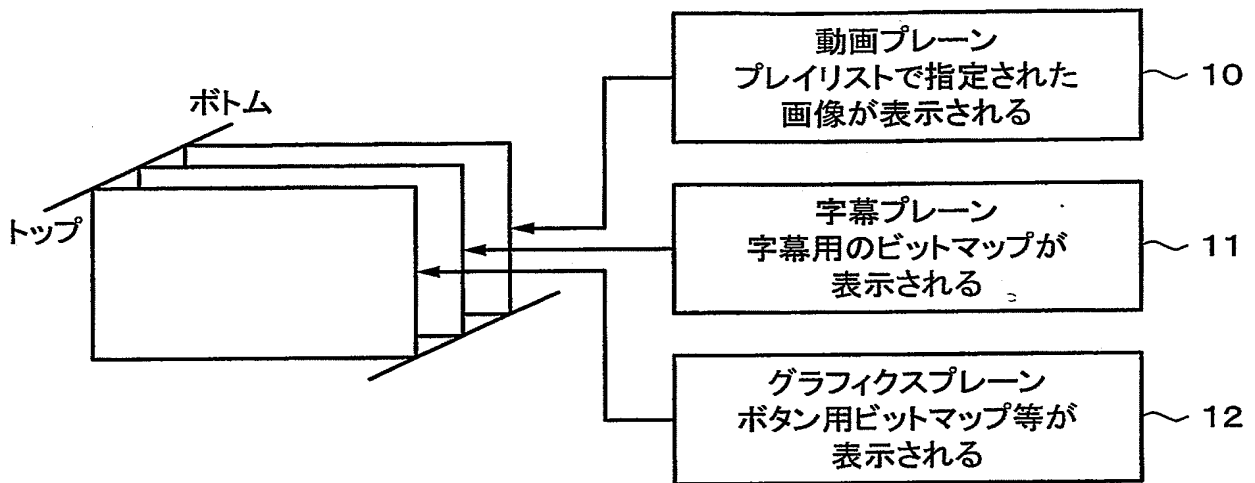 ボトム
トップ
動画プレーン
プレイリストで指定された
画像が表示される
10
字幕プレーン
字幕用のビットマップが
表示される
11
グラフィクスプレーン
ボタン用ビットマップ等が
表示される
12